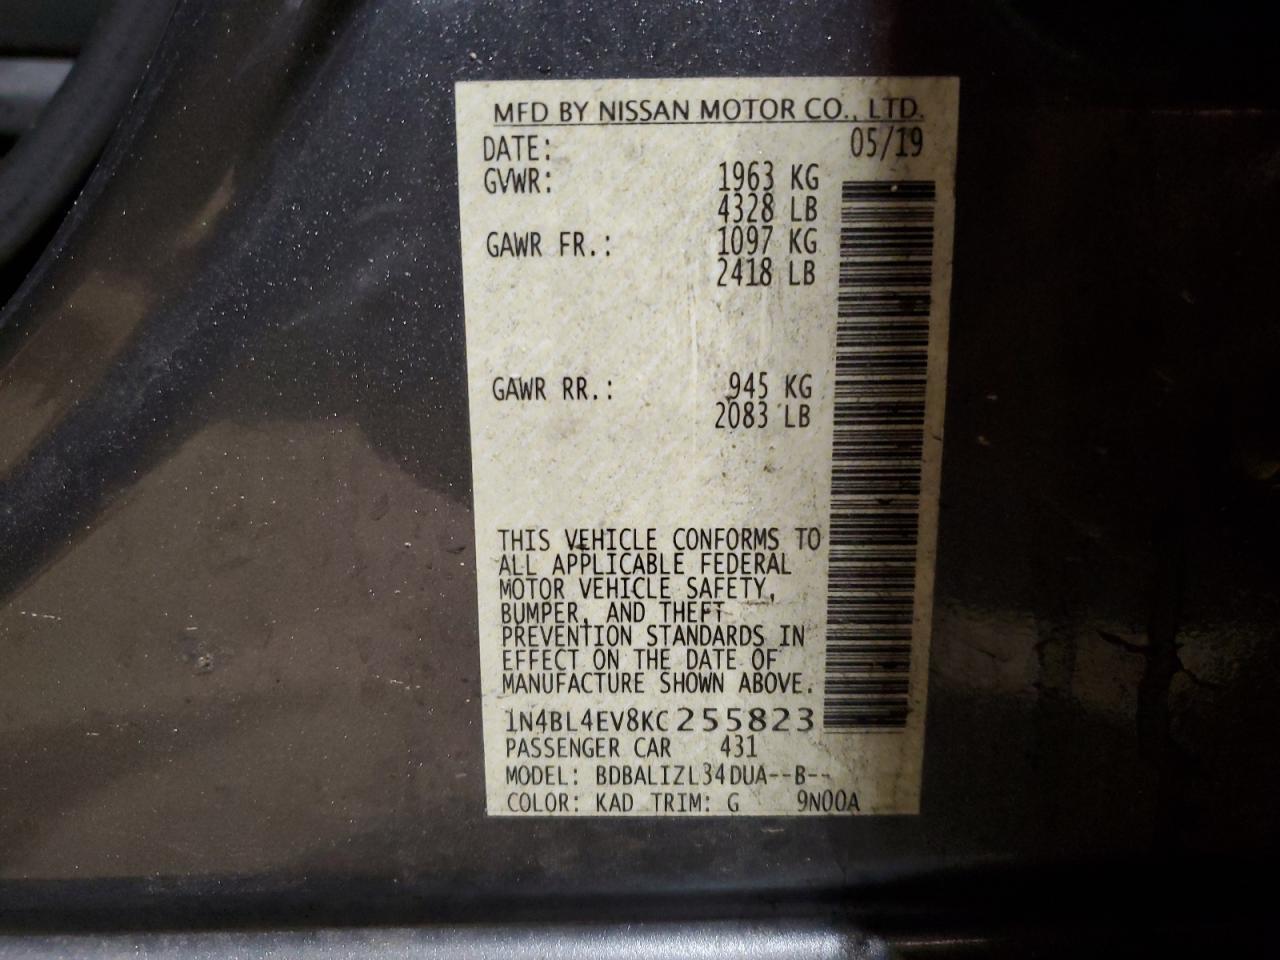 MFD BY NISSAN MOTOR CO., LTD.
DATE: 05/19
GVWR: 1963 KG
4328 LB
GAWR FR.: 1097 KG
2418 LB
GAWR RR.: 945 KG
2083 LB
THIS VEHICLE CONFORMS TO
ALL APPLICABLE FEDERAL
MOTOR VEHICLE SAFETY,
BUMPER, AND THEFT
PREVENTION STANDARDS IN
EFFECT ON THE DATE OF
MANUFACTURE SHOWN ABOVE.
1N4BL4EV8KC255823
PASSENGER CAR 431
MODEL: BDBALIZL34DUA--B--
COLOR: KAD TRIM: G 9N00A